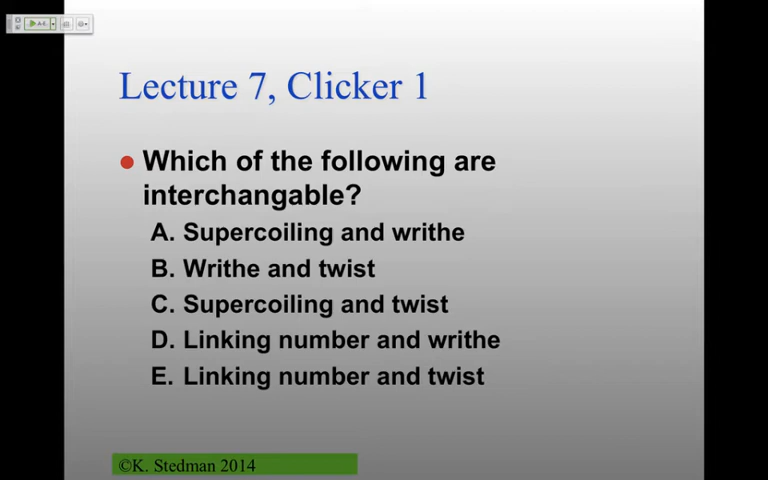 Lecture 7, Clicker 1
Which of the following are
interchangable?
A. Supercoiling and writhe
B. Writhe and twist
C. Supercoiling and twist
D. Linking number and writhe
E. Linking number and twist
©K. Stedman 2014